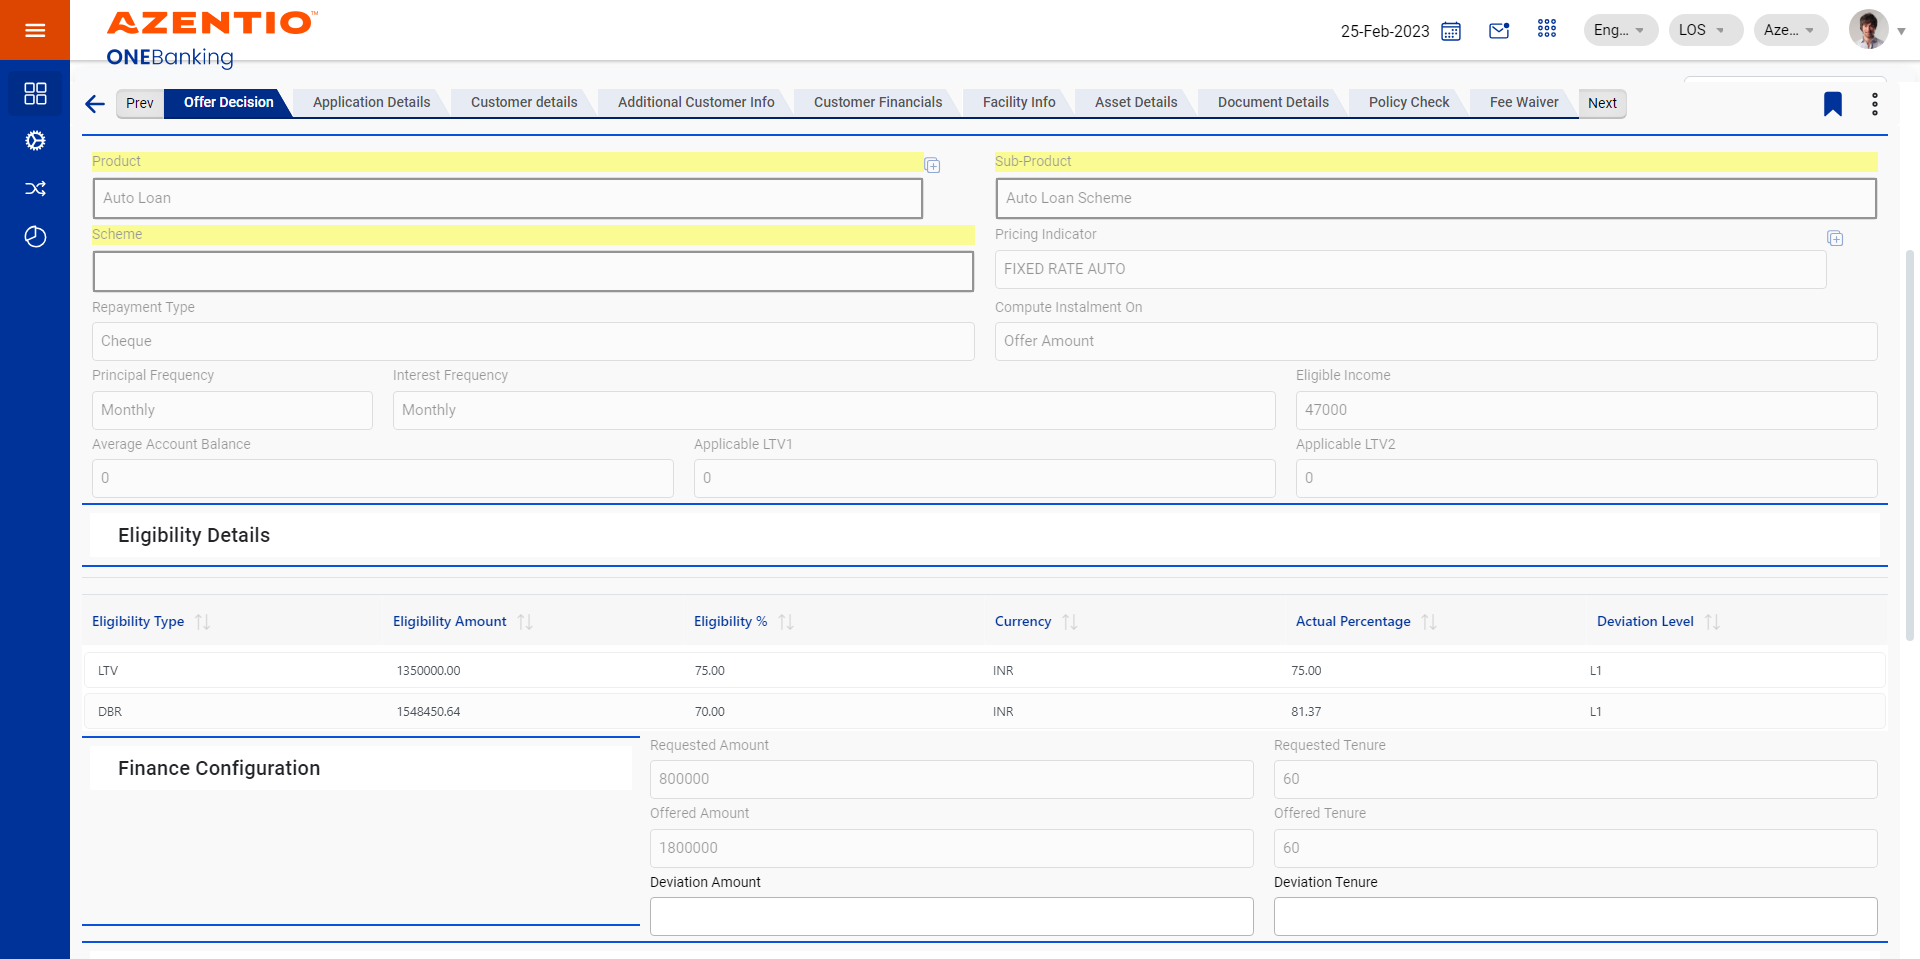 AZENTIO™
ONEBanking
25-Feb-2023
Eng...
LOS
Aze...
Prev
Offer Decision
Application Details
Customer details
Additional Customer Info
Customer Financials
Facility Info
Asset Details
Document Details
Policy Check
Fee Waiver
Next
Product
Sub-Product
Auto Loan
Auto Loan Scheme
Scheme
Pricing Indicator
FIXED RATE AUTO
Repayment Type
Compute Instalment On
Cheque
Offer Amount
Principal Frequency
Interest Frequency
Eligible Income
Monthly
Monthly
47000
Average Account Balance
Applicable LTV1
Applicable LTV2
0
0
0
Eligibility Details
Eligibility Type
Eligibility Amount
Eligibility %
Currency
Actual Percentage
Deviation Level
LTV
1350000.00
75.00
INR
75.00
L1
DBR
1548450.64
70.00
INR
81.37
L1
Finance Configuration
Requested Amount
Requested Tenure
800000
60
Offered Amount
Offered Tenure
1800000
60
Deviation Amount
Deviation Tenure